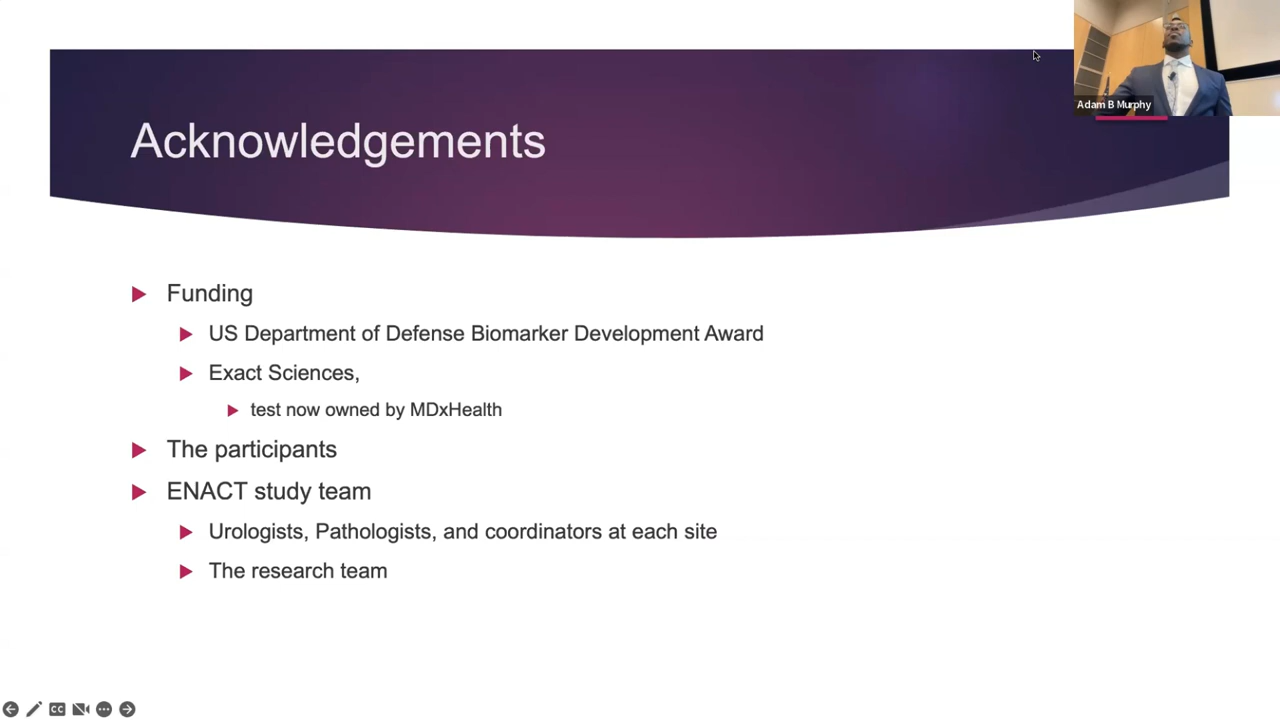 Adam B Murphy
Acknowledgements
Funding
US Department of Defense Biomarker Development Award
Exact Sciences,
test now owned by MDxHealth
The participants
ENACT study team
Urologists, Pathologists, and coordinators at each site
The research team
CC